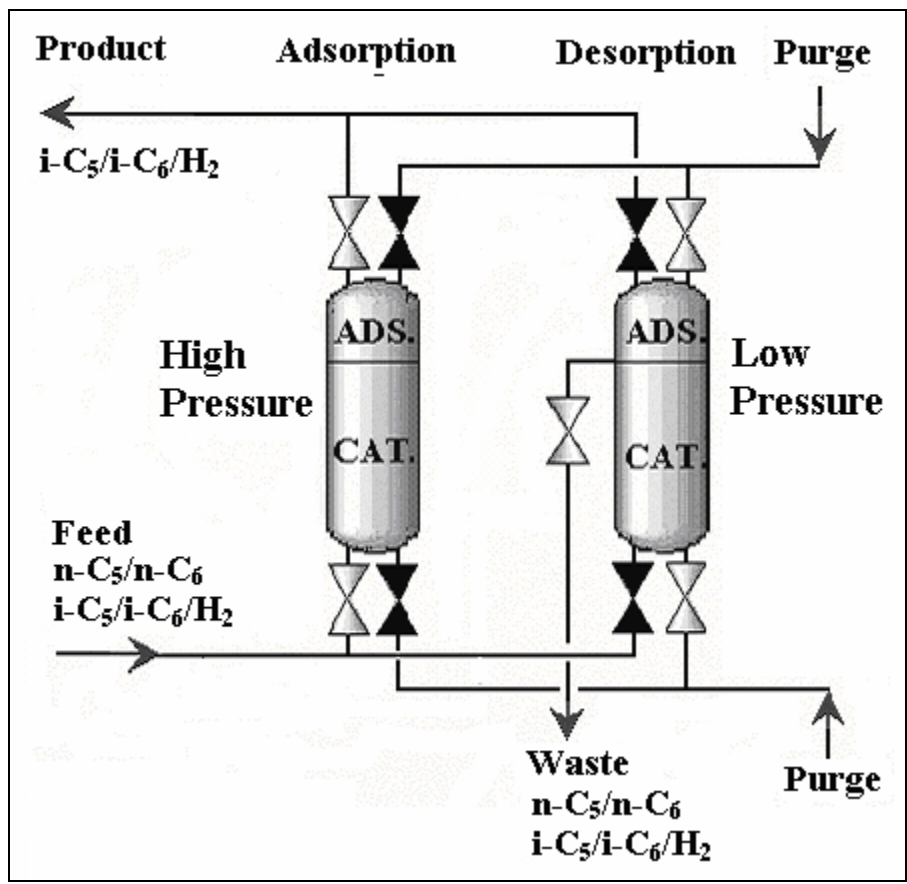 Product
Adsorption
Desorption
Purge
i-C₅/i-C₆/H₂
ADS.
ADS.
High
Pressure
Low
Pressure
CAT.
CAT.
Feed
n-C₅/n-C₆
i-C₅/i-C₆/H₂
Waste
n-C₅/n-C₆
i-C₅/i-C₆/H₂
Purge